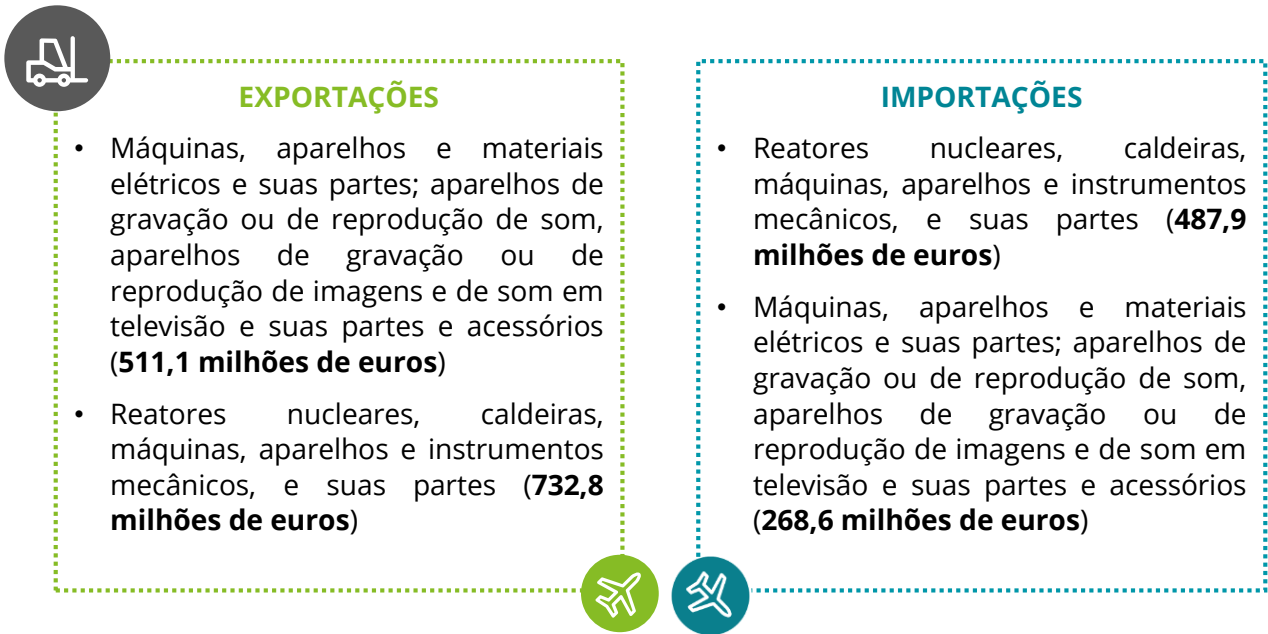 EXPORTAÇÕES
• Máquinas, aparelhos e materiais
elétricos e suas partes; aparelhos de
gravação ou de reprodução de som,
aparelhos de gravação ou de
reprodução de imagens e de som em
televisão e suas partes e acessórios
(511,1 milhões de euros)
• Reatores nucleares, caldeiras,
máquinas, aparelhos e instrumentos
mecânicos, e suas partes (732,8
milhões de euros)
IMPORTAÇÕES
• Reatores nucleares, caldeiras,
máquinas, aparelhos e instrumentos
mecânicos, e suas partes (487,9
milhões de euros)
• Máquinas, aparelhos e materiais
elétricos e suas partes; aparelhos de
gravação ou de reprodução de som,
aparelhos de gravação ou de
reprodução de imagens e de som em
televisão e suas partes e acessórios
(268,6 milhões de euros)